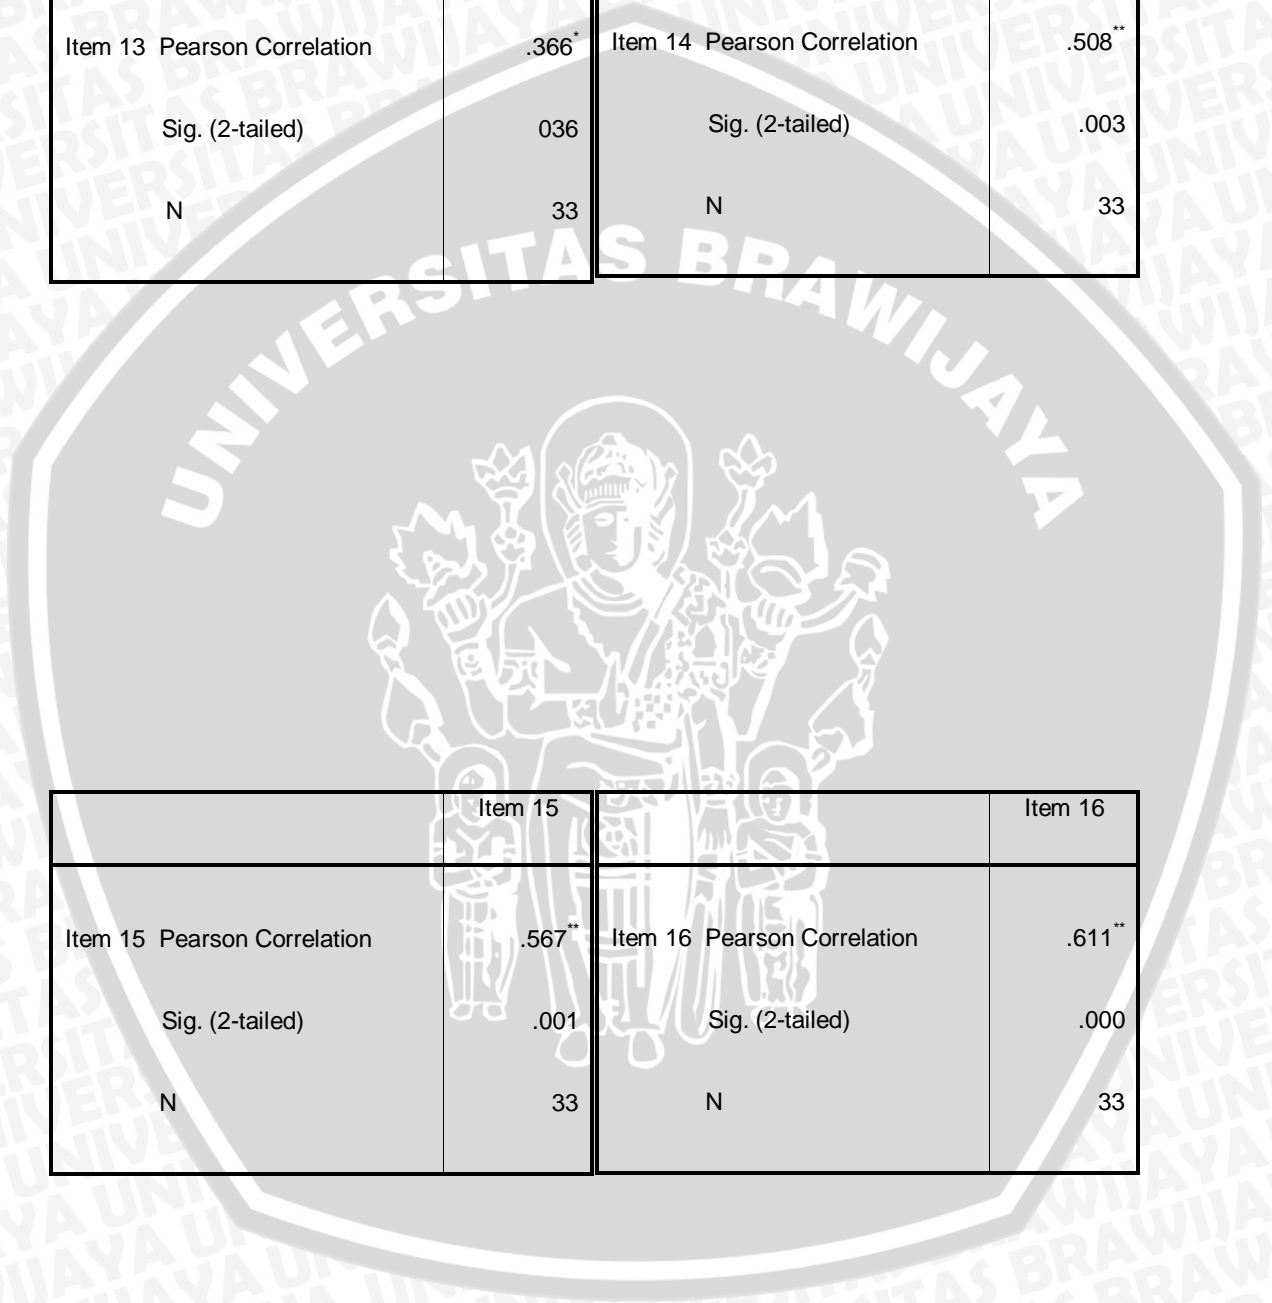 Item 13 Pearson Correlation .366*
Sig. (2-tailed) 036
N 33
Item 14 Pearson Correlation .508**
Sig. (2-tailed) .003
N 33
UNIVERSITAS BRAWIJAYA
Item 15
Item 15 Pearson Correlation .567**
Sig. (2-tailed) .001
N 33
Item 16
Item 16 Pearson Correlation .611**
Sig. (2-tailed) .000
N 33